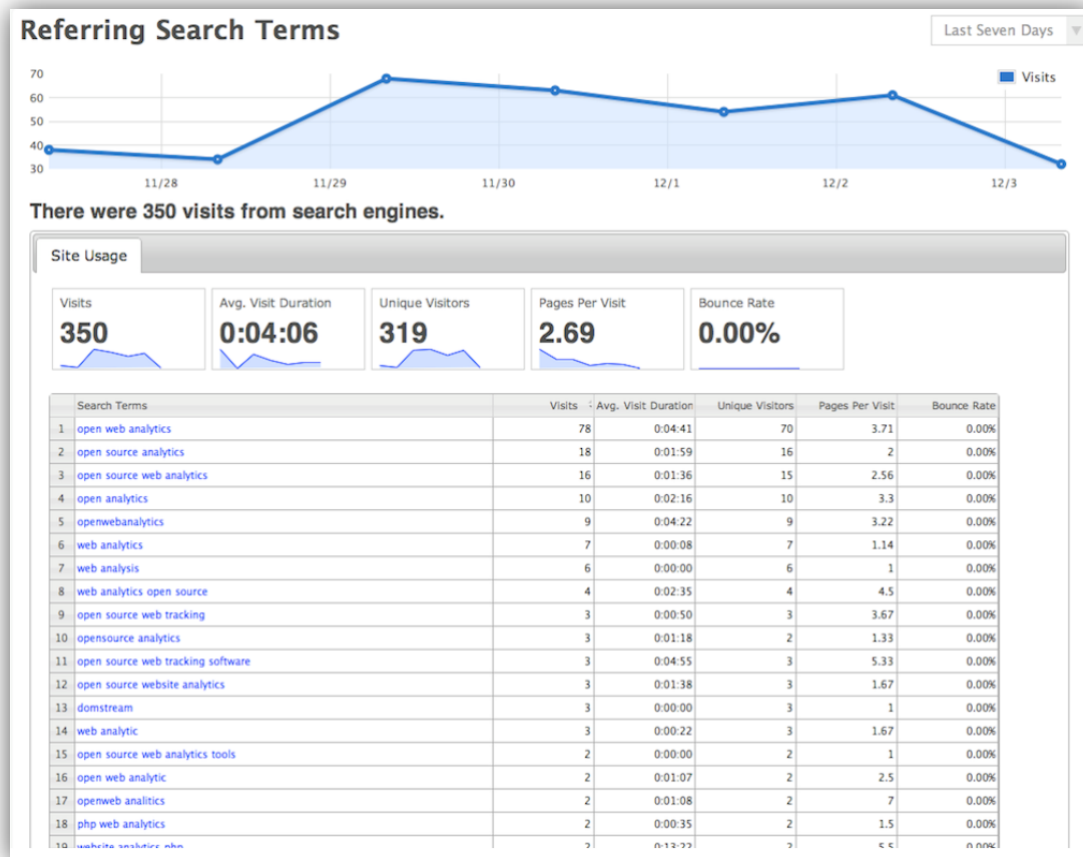 Referring Search Terms
Last Seven Days
Visits
70
60
50
40
30
11/28 11/29 11/30 12/1 12/2 12/3
There were 350 visits from search engines.
Site Usage
Visits Avg. Visit Duration Unique Visitors Pages Per Visit Bounce Rate
350 0:04:06 319 2.69 0.00%
Search Terms Visits Avg. Visit Duration Unique Visitors Pages Per Visit Bounce Rate
1 open web analytics 78 0:04:41 70 3.71 0.00%
2 open source analytics 18 0:01:59 16 2 0.00%
3 open source web analytics 16 0:01:36 15 2.56 0.00%
4 open analytics 10 0:02:16 10 3.3 0.00%
5 openwebanalytics 9 0:04:22 9 3.22 0.00%
6 web analytics 7 0:00:08 7 1.14 0.00%
7 web analysis 6 0:00:00 6 1 0.00%
8 web analytics open source 4 0:02:35 4 4.5 0.00%
9 open source web tracking 3 0:00:50 3 3.67 0.00%
10 opensource analytics 3 0:01:18 2 1.33 0.00%
11 open source web tracking software 3 0:04:55 3 5.33 0.00%
12 open source website analytics 3 0:01:38 3 1.67 0.00%
13 domstream 3 0:00:00 3 1 0.00%
14 web analytic 3 0:00:22 3 1.67 0.00%
15 open source web analytics tools 2 0:00:00 2 1 0.00%
16 open web analytic 2 0:01:07 2 2.5 0.00%
17 openweb analitics 2 0:01:08 2 7 0.00%
18 php web analytics 2 0:00:35 2 1.5 0.00%
19 website analytics php 2 0:13:22 2 5.5 0.00%